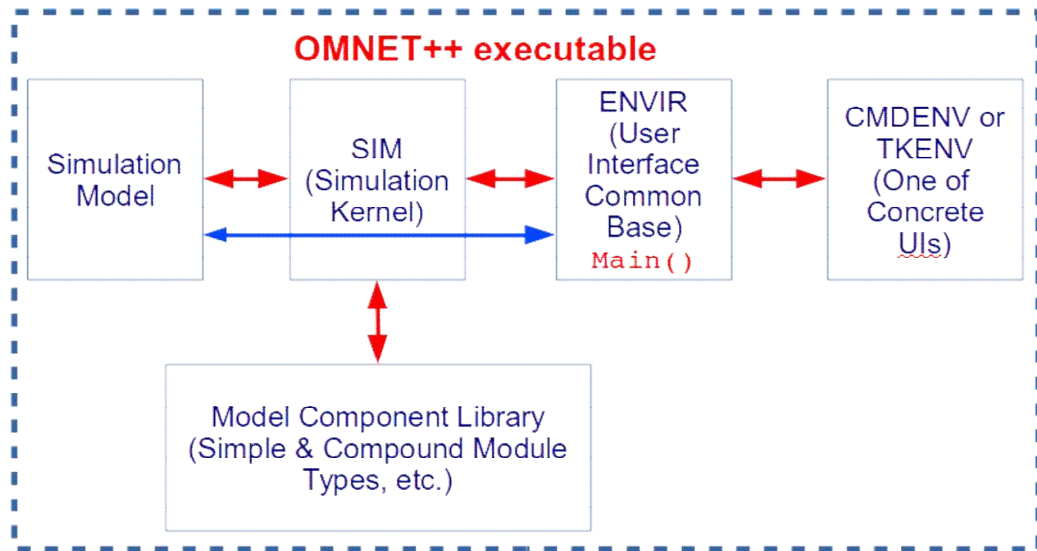 OMNET++ executable
Simulation
Model
SIM
(Simulation
Kernel)
ENVIR
(User
Interface
Common
Base)
Main()
CMDENV or
TKENV
(One of
Concrete
UIs)
Model Component Library
(Simple & Compound Module
Types, etc.)